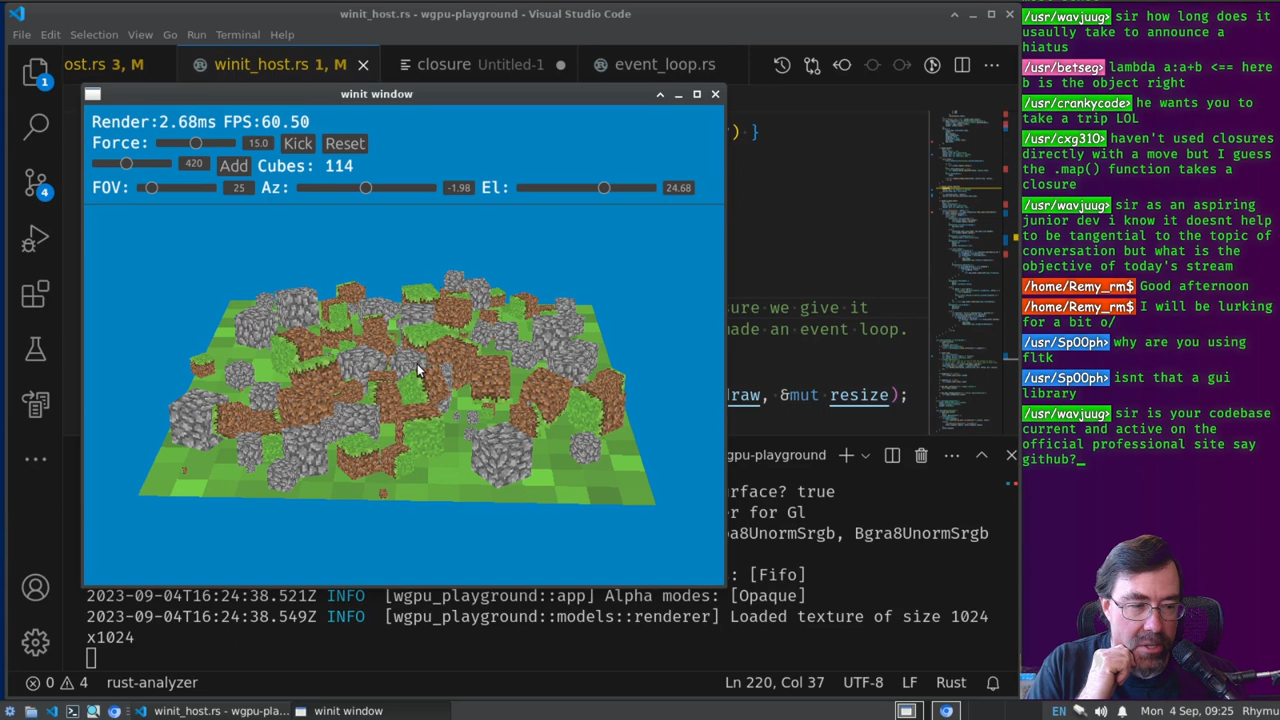 winit_host.rs - wgpu-playground - Visual Studio Code
File Edit Selection View Go Run Terminal Help
ost.rs 3, M
winit_host.rs 1, M
closure Untitled-1
event_loop.rs
1
4
winit window
Render:2.68ms FPS:60.50
Force: 15.0 Kick Reset
420 Add Cubes: 114
FOV: 25 Az: -1.98 El: 24.68
) }
sure we give it
made an event loop.
draw, &mut resize);
gpu-playground
urface? true
er for Gl
a8UnormSrgb, Bgra8UnormSrgb
: [Fifo]
2023-09-04T16:24:38.521Z INFO [wgpu_playground::app] Alpha modes: [Opaque]
2023-09-04T16:24:38.549Z INFO [wgpu_playground::models::renderer] Loaded texture of size 1024
x1024
0 4 rust-analyzer
Ln 220, Col 37 UTF-8 LF Rust
winit_host.rs - wgpu-pla...
winit window
EN
Mon 4 Sep, 09:25 Rhymu
/usr/wavjuug> sir how long does it
usaully take to announce a
hiatus
/usr/betseg> lambda a:a+b <== here
b is the object right
/usr/crankycode> he wants you to
take a trip LOL
/usr/cxg310> haven't used closures
directly with a move but I guess
the .map() function takes a
closure
/usr/wavjuug> sir as an aspiring
junior dev i know it doesnt help
to be tangential to the topic of
conversation but what is the
objective of today's stream
/home/Remy_rm$ Good afternoon
/home/Remy_rm$ I will be lurking
for a bit o/
/usr/Sp00ph> why are you using
fltk
/usr/Sp00ph> isnt that a gui
library
/usr/wavjuug> sir is your codebase
current and active on the
official professional site say
github?